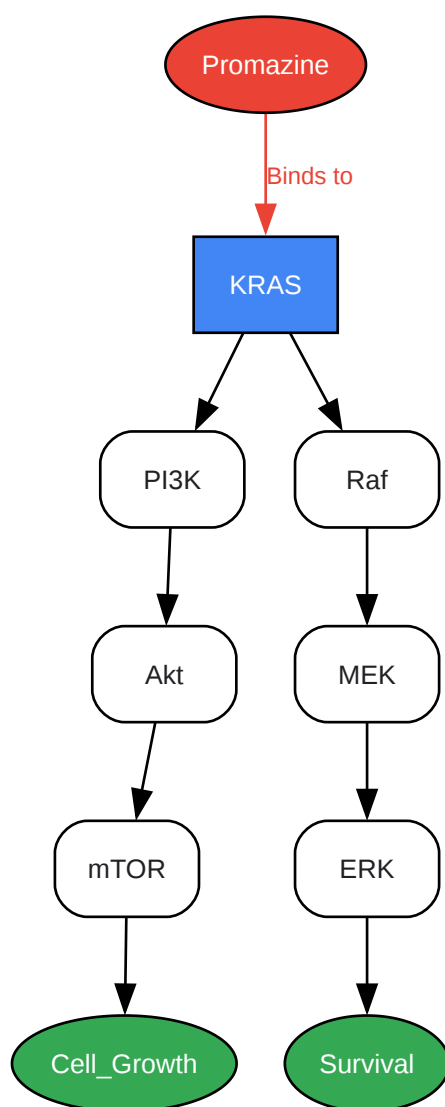 Promazine
Binds to
KRAS
PI3K
Raf
Akt
MEK
mTOR
ERK
Cell_Growth
Survival